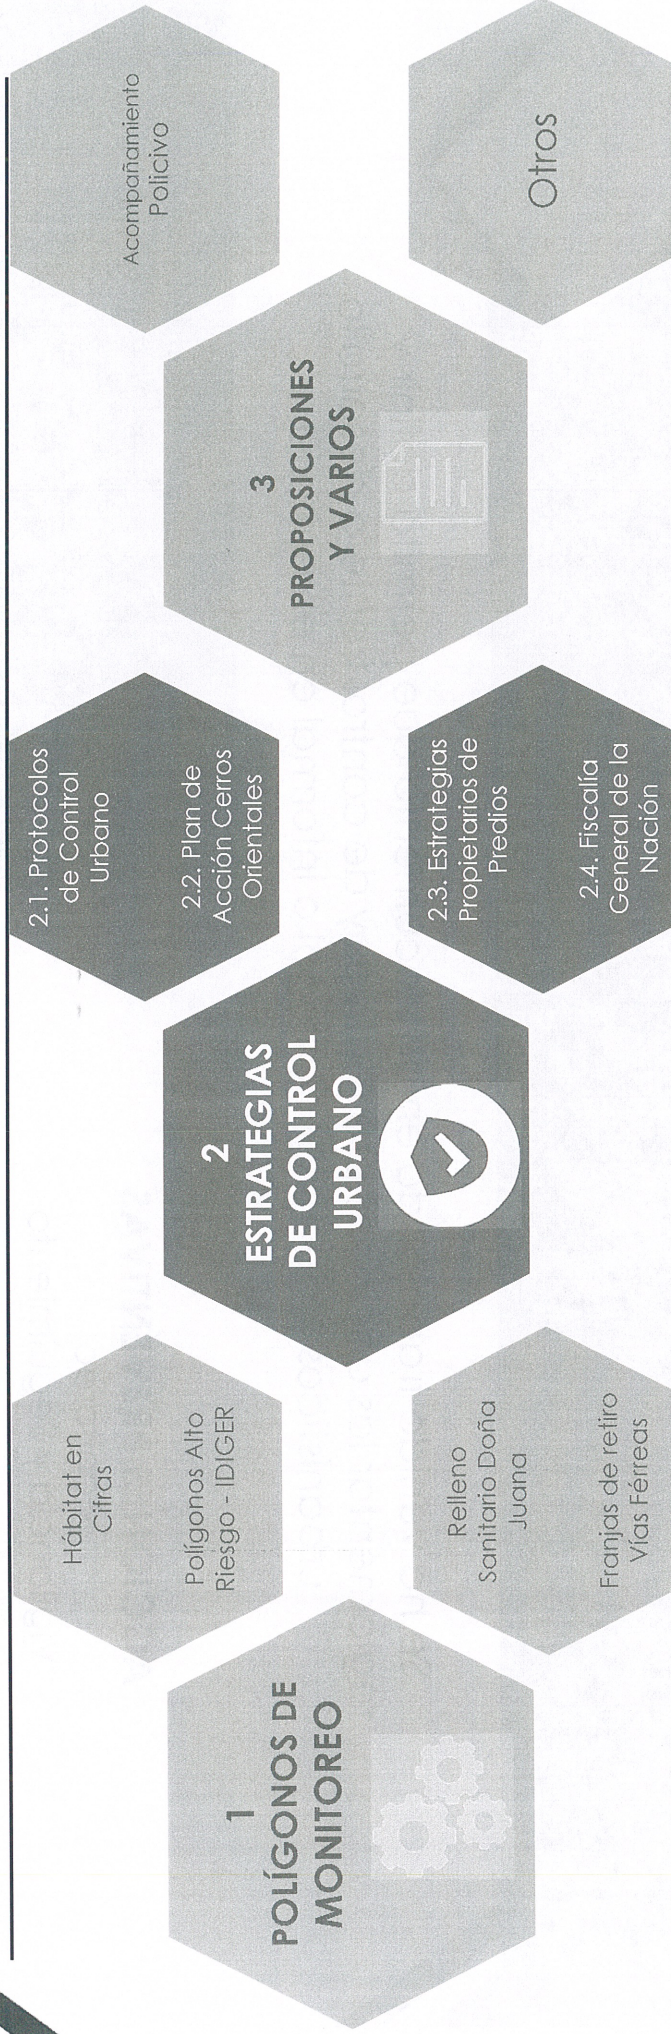 1
POLÍGONOS DE
MONITOREO
Hábitat en
Cifras
Polígonos Alto
Riesgo - IDIGER
Relleno
Sanitario Doña
Juana
Franjas de retiro
Vías Férreas
2
ESTRATEGIAS
DE CONTROL
URBANO
2.1. Protocolos
de Control
Urbano
2.2. Plan de
Acción Cerros
Orientales
2.3. Estrategias
Propietarios de
Predios
2.4. Fiscalía
General de la
Nación
3
PROPOSICIONES
Y VARIOS
Acompañamiento
Policivo
Otros